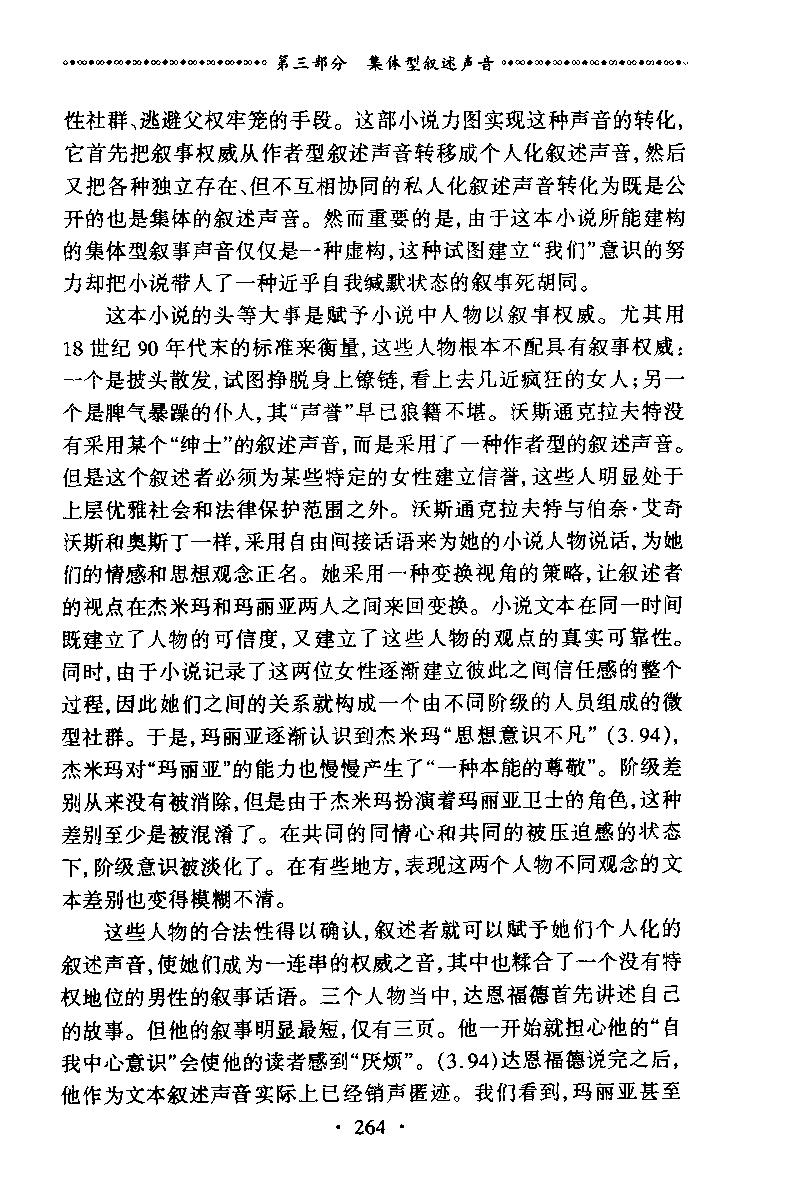 第三部分 集体型叙述声音
性社群、逃避父权牢笼的手段。这部小说力图实现这种声音的转化,
它首先把叙事权威从作者型叙述声音转移成个人化叙述声音,然后
又把各种独立存在、但不互相协同的私人化叙述声音转化为既是公
开的也是集体的叙述声音。然而重要的是,由于这本小说所能建构
的集体型叙事声音仅仅是一种虚构,这种试图建立“我们”意识的努
力却把小说带人了一种近乎自我缄默状态的叙事死胡同。
这本小说的头等大事是赋予小说中人物以叙事权威。尤其用
18世纪90年代末的标准来衡量,这些人物根本不配具有叙事权威:
一个是披头散发,试图挣脱身上镣链,看上去几近疯狂的女人;另一
个是脾气暴躁的仆人,其“声誉”早已狼籍不堪。沃斯通克拉夫特没
有采用某个“绅士”的叙述声音,而是采用了一种作者型的叙述声音。
但是这个叙述者必须为某些特定的女性建立信誉,这些人明显处于
上层优雅社会和法律保护范围之外。沃斯通克拉夫特与伯奈·艾奇
沃斯和奥斯丁一样,采用自由间接话语来为她的小说人物说话,为她
们的情感和思想观念正名。她采用一种变换视角的策略,让叙述者
的视点在杰米玛和玛丽亚两人之间来回变换。小说文本在同一时间
既建立了人物的可信度,又建立了这些人物的观点的真实可靠性。
同时,由于小说记录了这两位女性逐渐建立彼此之间信任感的整个
过程,因此她们之间的关系就构成一个由不同阶级的人员组成的微
型社群。于是,玛丽亚逐渐认识到杰米玛“思想意识不凡”(3.94),
杰米玛对“玛丽亚”的能力也慢慢产生了“一种本能的尊敬”。阶级差
别从来没有被消除,但是由于杰米玛扮演着玛丽亚卫士的角色,这种
差别至少是被混淆了。在共同的同情心和共同的被压迫感的状态
下,阶级意识被淡化了。在有些地方,表现这两个人物不同观念的文
本差别也变得模糊不清。
这些人物的合法性得以确认,叙述者就可以赋予她们个人化的
叙述声音,使她们成为一连串的权威之音,其中也糅合了一个没有特
权地位的男性的叙事话语。三个人物当中,达恩福德首先讲述自己
的故事。但他的叙事明显最短,仅有三页。他一开始就担心他的“自
我中心意识”会使他的读者感到“厌烦”。(3.94)达恩福德说完之后,
他作为文本叙述声音实际上已经销声匿迹。我们看到,玛丽亚甚至
· 264 ·